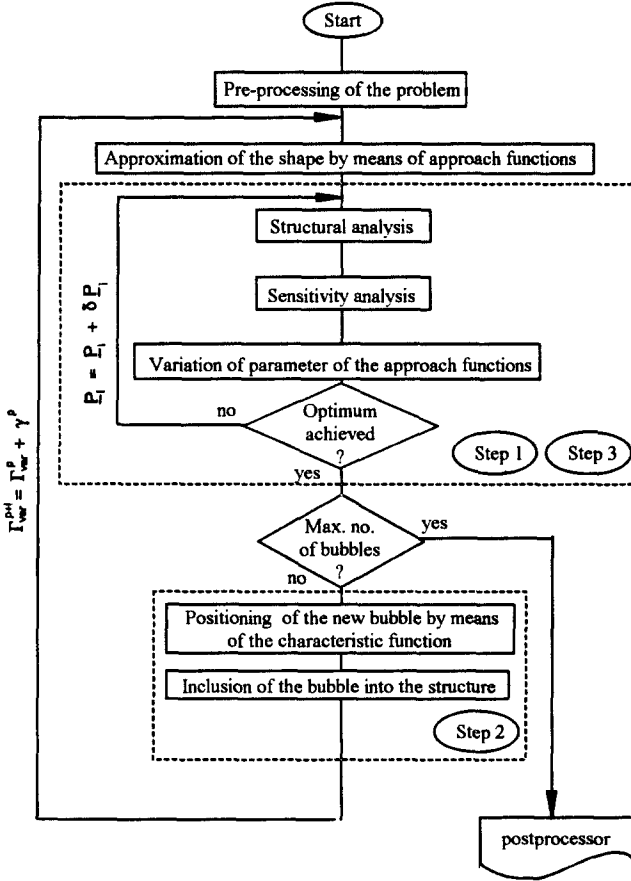 Start
Pre-processing of the problem
Approximation of the shape by means of approach functions
Structural analysis
Sensitivity analysis
Variation of parameter of the approach functions
P_i = P_i + δP_i
no
Optimum
achieved
?
yes
Step 1
Step 3
Γ_var^{p+1} = Γ_var^p + γ^p
Max. no.
of bubbles
?
yes
no
Positioning of the new bubble by means
of the characteristic function
Inclusion of the bubble into the structure
Step 2
postprocessor